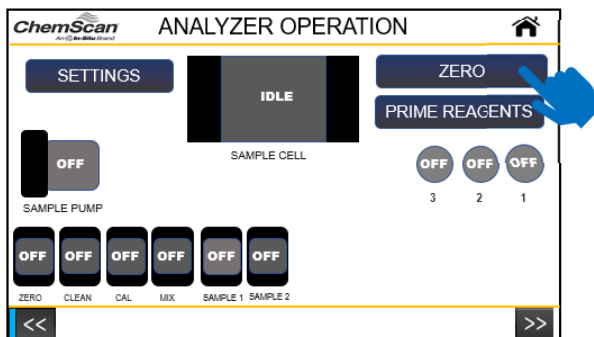 ChemScan
An In-Situ Brand
ANALYZER OPERATION
SETTINGS
IDLE
ZERO
PRIME REAGENTS
SAMPLE CELL
OFF
OFF OFF OFF
3 2 1
SAMPLE PUMP
OFF OFF OFF OFF OFF OFF
ZERO CLEAN CAL MIX SAMPLE 1 SAMPLE 2
<< >>